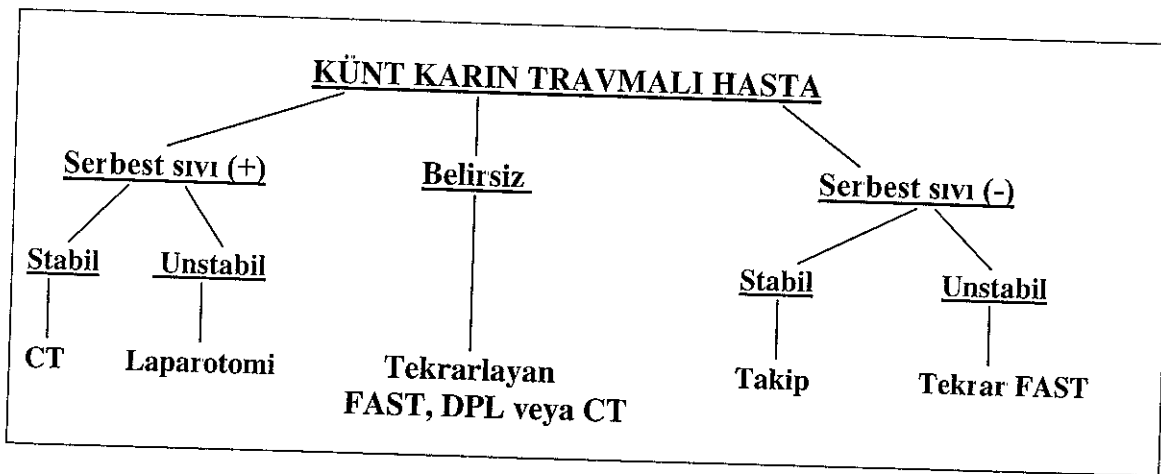 KÜNT KARIN TRAVMALI HASTA
Serbest sıvı (+)
Belirsiz
Serbest sıvı (-)
Stabil
Unstabil
Stabil
Unstabil
CT
Laparotomi
Tekrarlayan
FAST, DPL veya CT
Takip
Tekrar FAST